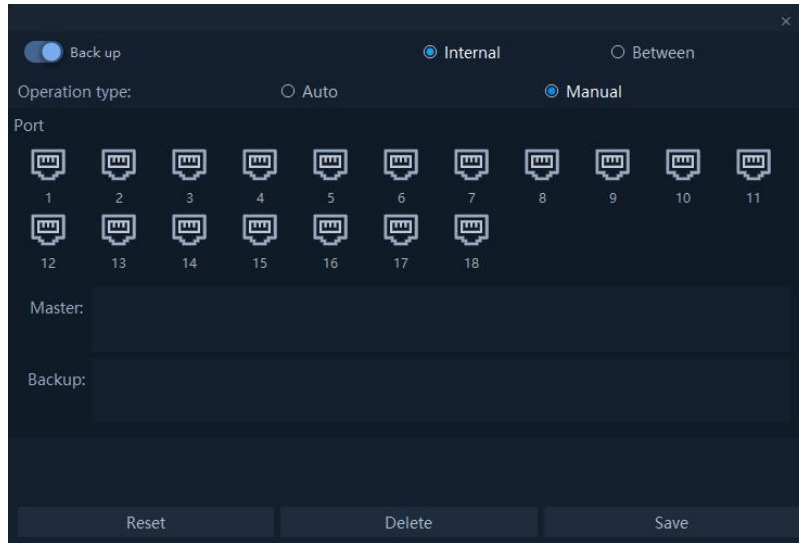 ×
Back up Internal Between
Operation type: Auto Manual
Port
1 2 3 4 5 6 7 8 9 10 11
12 13 14 15 16 17 18
Master:
Backup:
Reset Delete Save